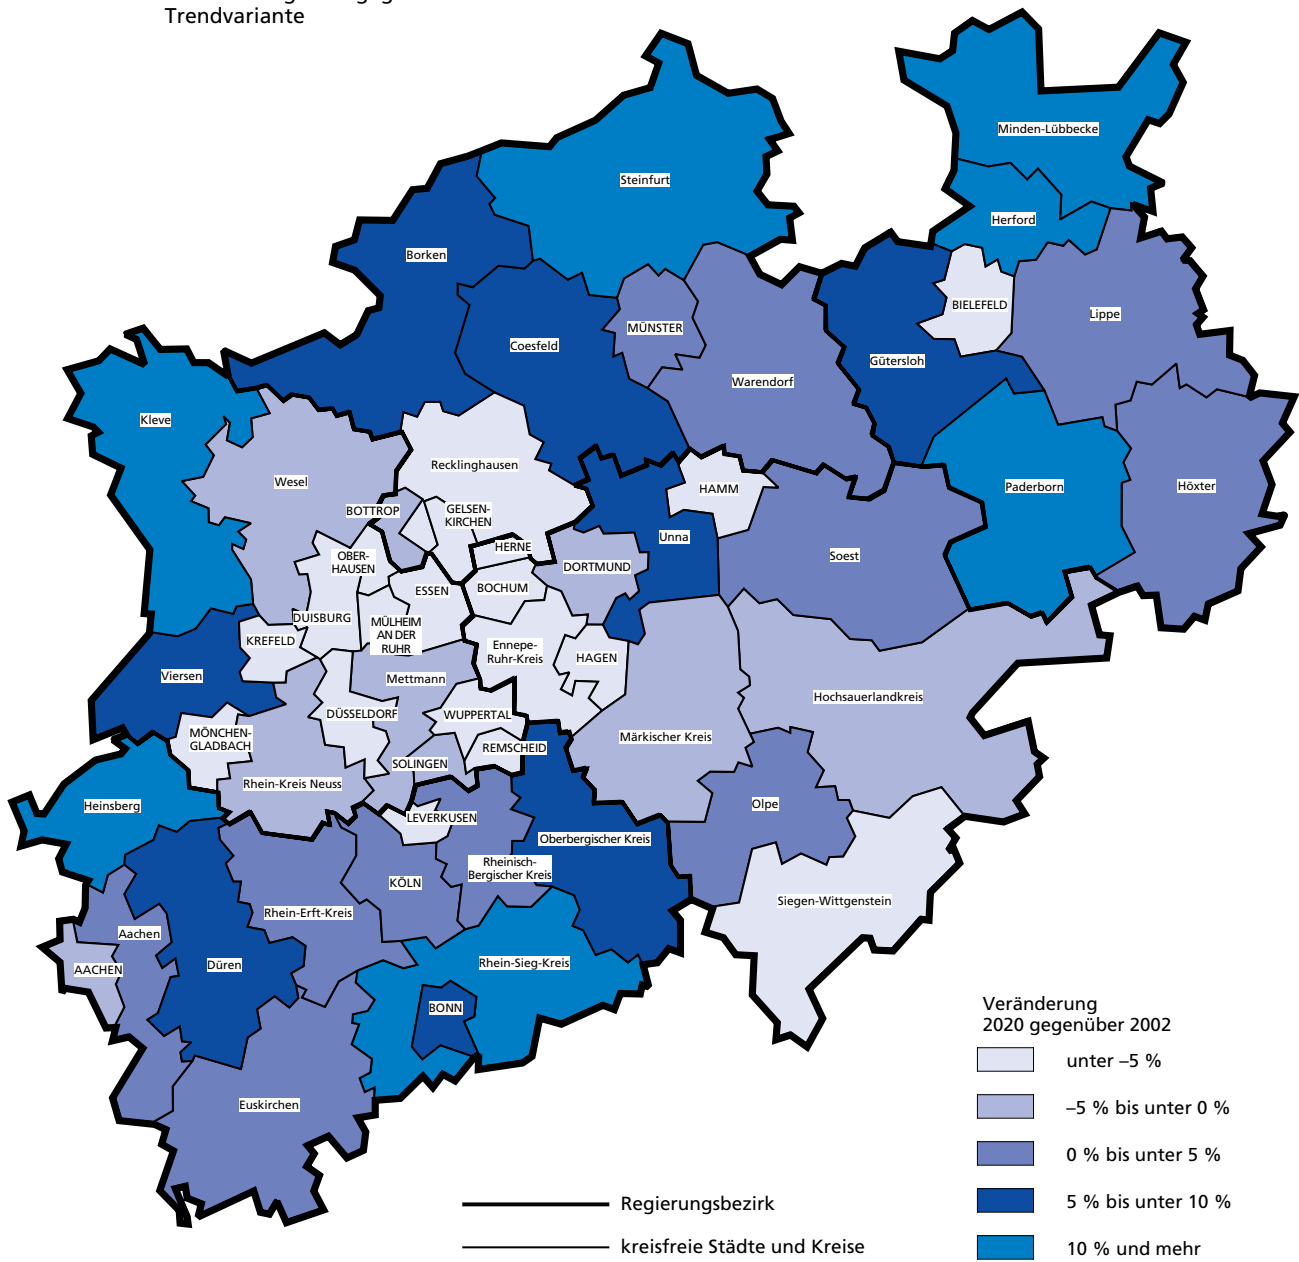 Trendvariante
Minden-Lübbecke
Steinfurt
Herford
Borken
BIELEFELD
Lippe
MÜNSTER
Coesfeld
Gütersloh
Warendorf
Kleve
Recklinghausen
Wesel
HAMM
Paderborn
Höxter
BOTTROP
GELSEN-
KIRCHEN
Unna
HERNE
OBER-
HAUSEN
DORTMUND
Soest
ESSEN
BOCHUM
DUISBURG
MÜLHEIM
AN DER
RUHR
KREFELD
Ennepe-
Ruhr-Kreis
HAGEN
Viersen
Mettmann
Hochsauerlandkreis
DÜSSELDORF
WUPPERTAL
MÖNCHEN-
GLADBACH
Märkischer Kreis
REMSCHEID
SOLINGEN
Rhein-Kreis Neuss
Heinsberg
Olpe
LEVERKUSEN
Oberbergischer Kreis
Rheinisch-
Bergischer Kreis
KÖLN
Siegen-Wittgenstein
Rhein-Erft-Kreis
Aachen
AACHEN
Düren
Rhein-Sieg-Kreis
BONN
Euskirchen
Veränderung
2020 gegenüber 2002
unter –5 %
–5 % bis unter 0 %
0 % bis unter 5 %
5 % bis unter 10 %
10 % und mehr
Regierungsbezirk
kreisfreie Städte und Kreise